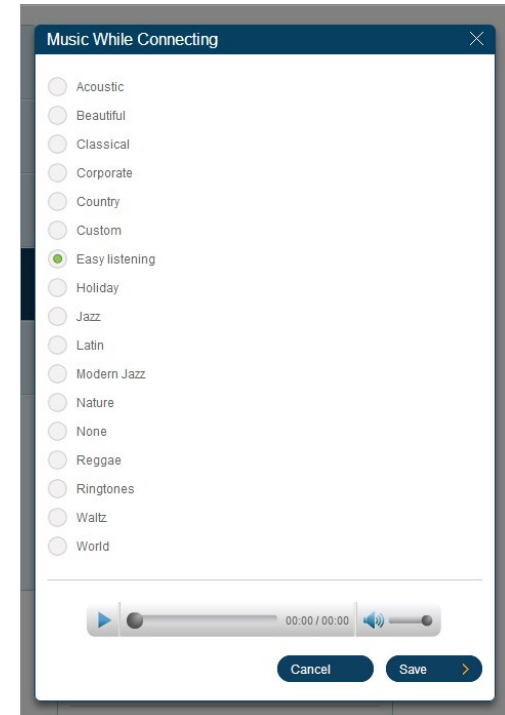 Music While Connecting
Acoustic
Beautiful
Classical
Corporate
Country
Custom
Easy listening
Holiday
Jazz
Latin
Modern Jazz
Nature
None
Reggae
Ringtones
Waltz
World
00:00 / 00:00
Cancel
Save